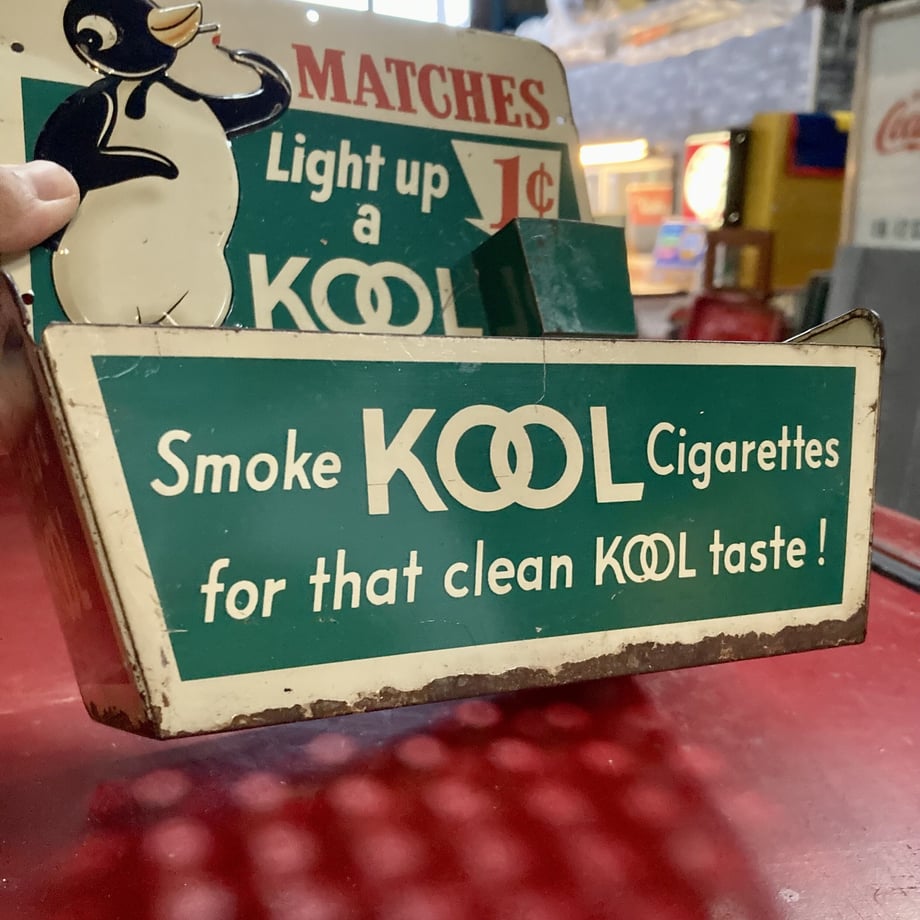 MATCHES
Light up
1¢
a
KOOL
Smoke KOOL Cigarettes
for that clean KOOL taste!